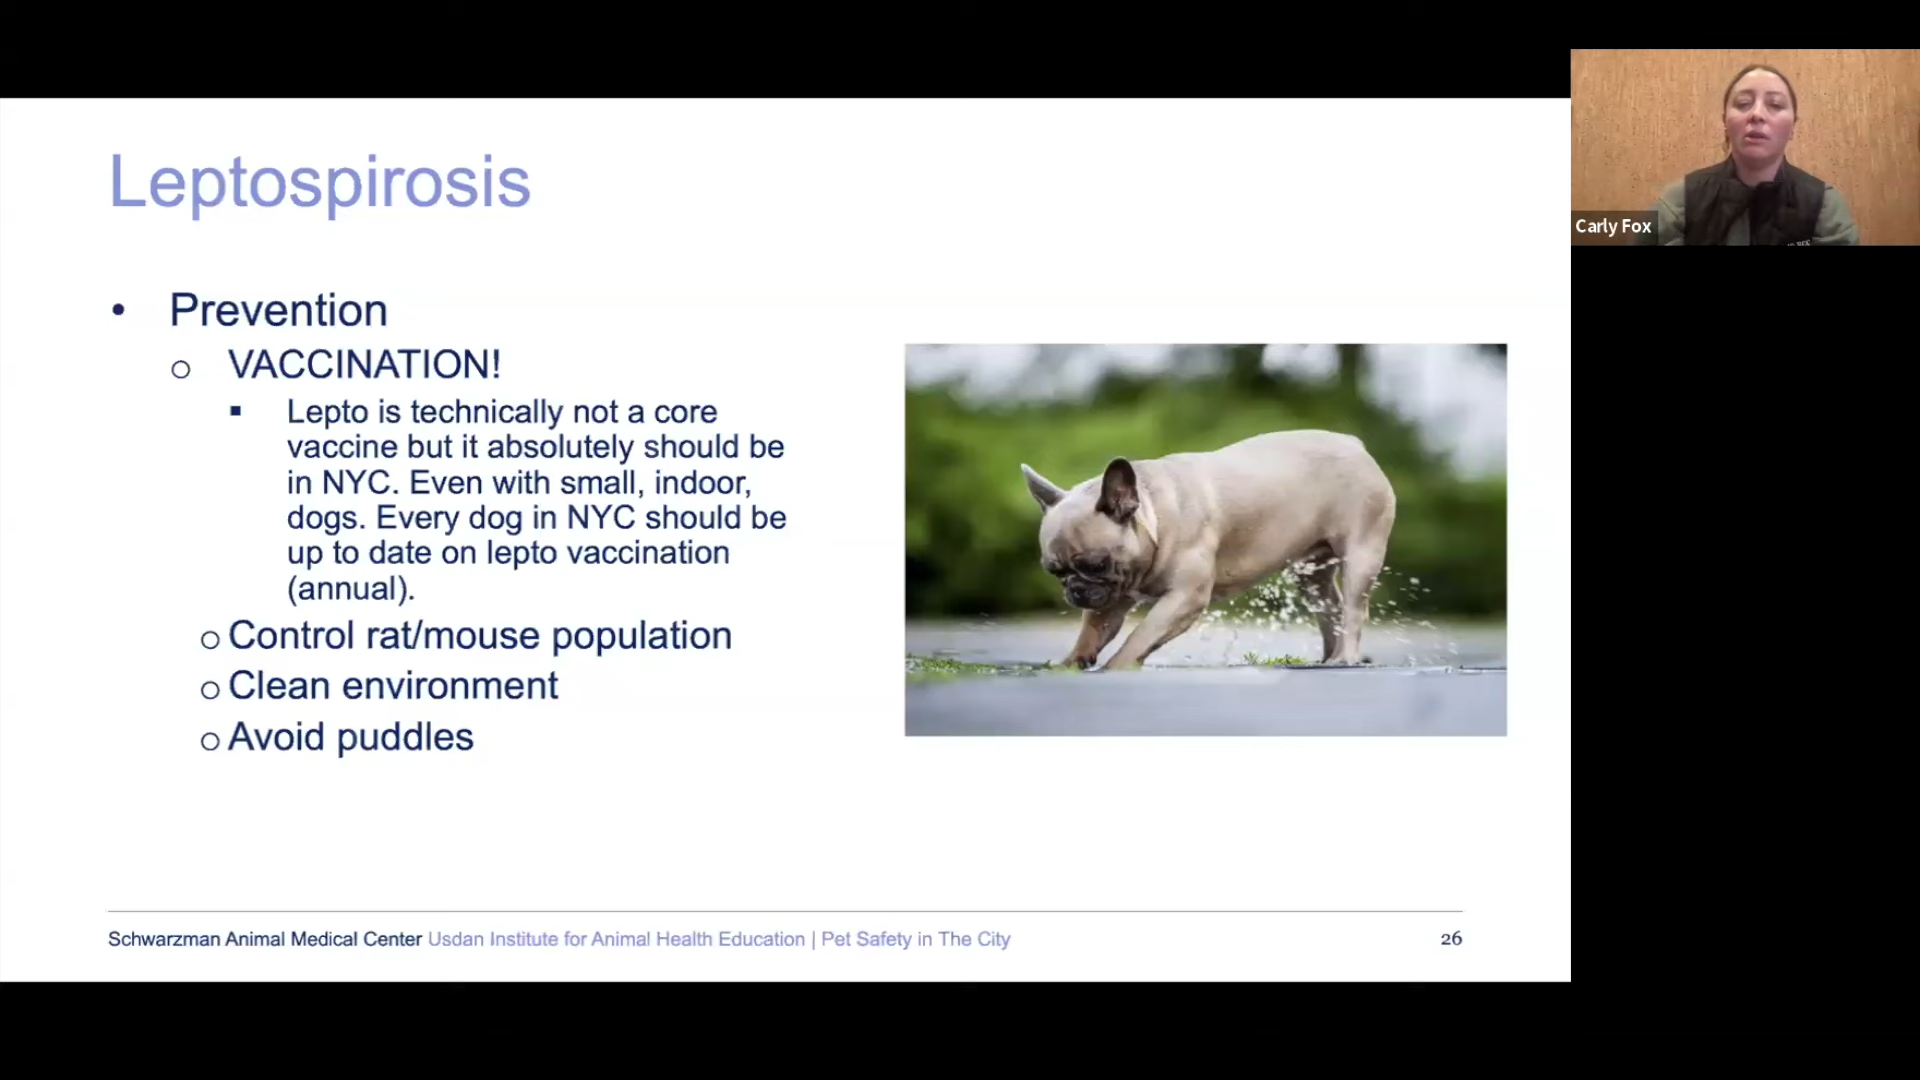 Leptospirosis
• Prevention
o VACCINATION!
▪ Lepto is technically not a core
vaccine but it absolutely should be
in NYC. Even with small, indoor,
dogs. Every dog in NYC should be
up to date on lepto vaccination
(annual).
o Control rat/mouse population
o Clean environment
o Avoid puddles
Schwarzman Animal Medical Center Usdan Institute for Animal Health Education | Pet Safety in The City
26
Carly Fox